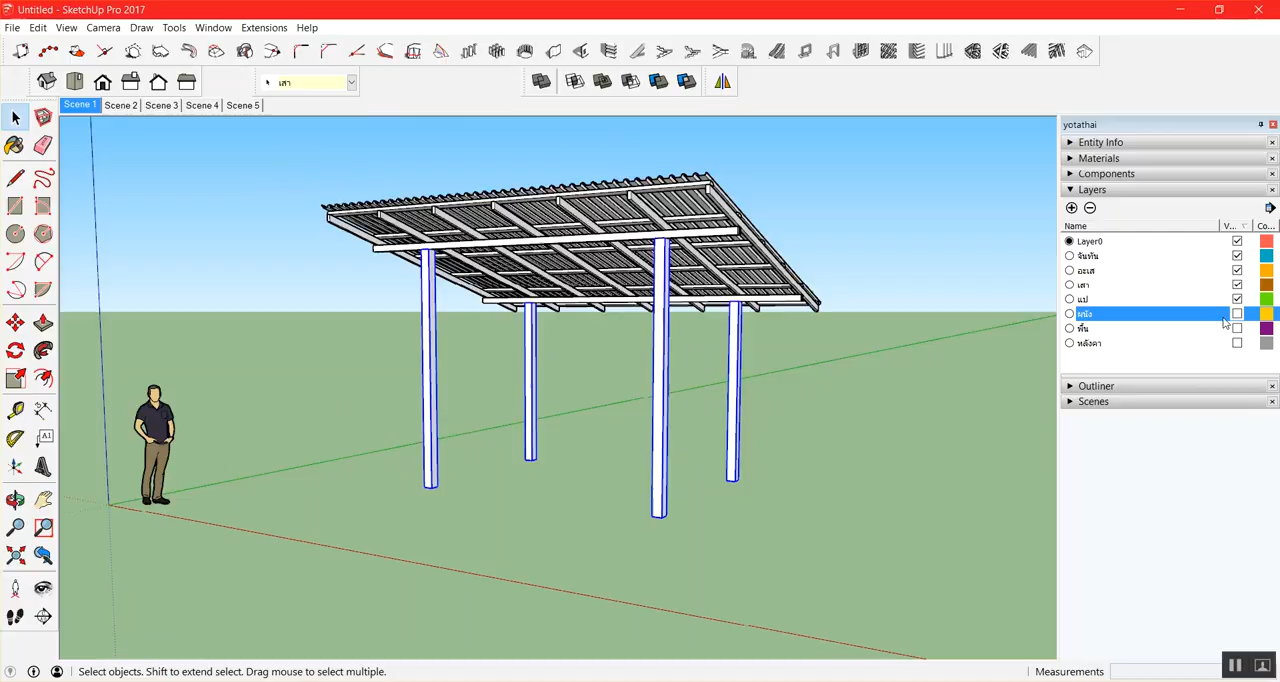 Untitled - SketchUp Pro 2017
File Edit View Camera Draw Tools Window Extensions Help
เสา
Scene 1 Scene 2 Scene 3 Scene 4 Scene 5
yotathai
Entity Info
Materials
Components
Layers
Name V... Co...
Layer0
จันทัน
อะเส
เสา
แป
ผนัง
พื้น
หลังคา
Outliner
Scenes
A1
Select objects. Shift to extend select. Drag mouse to select multiple.
Measurements